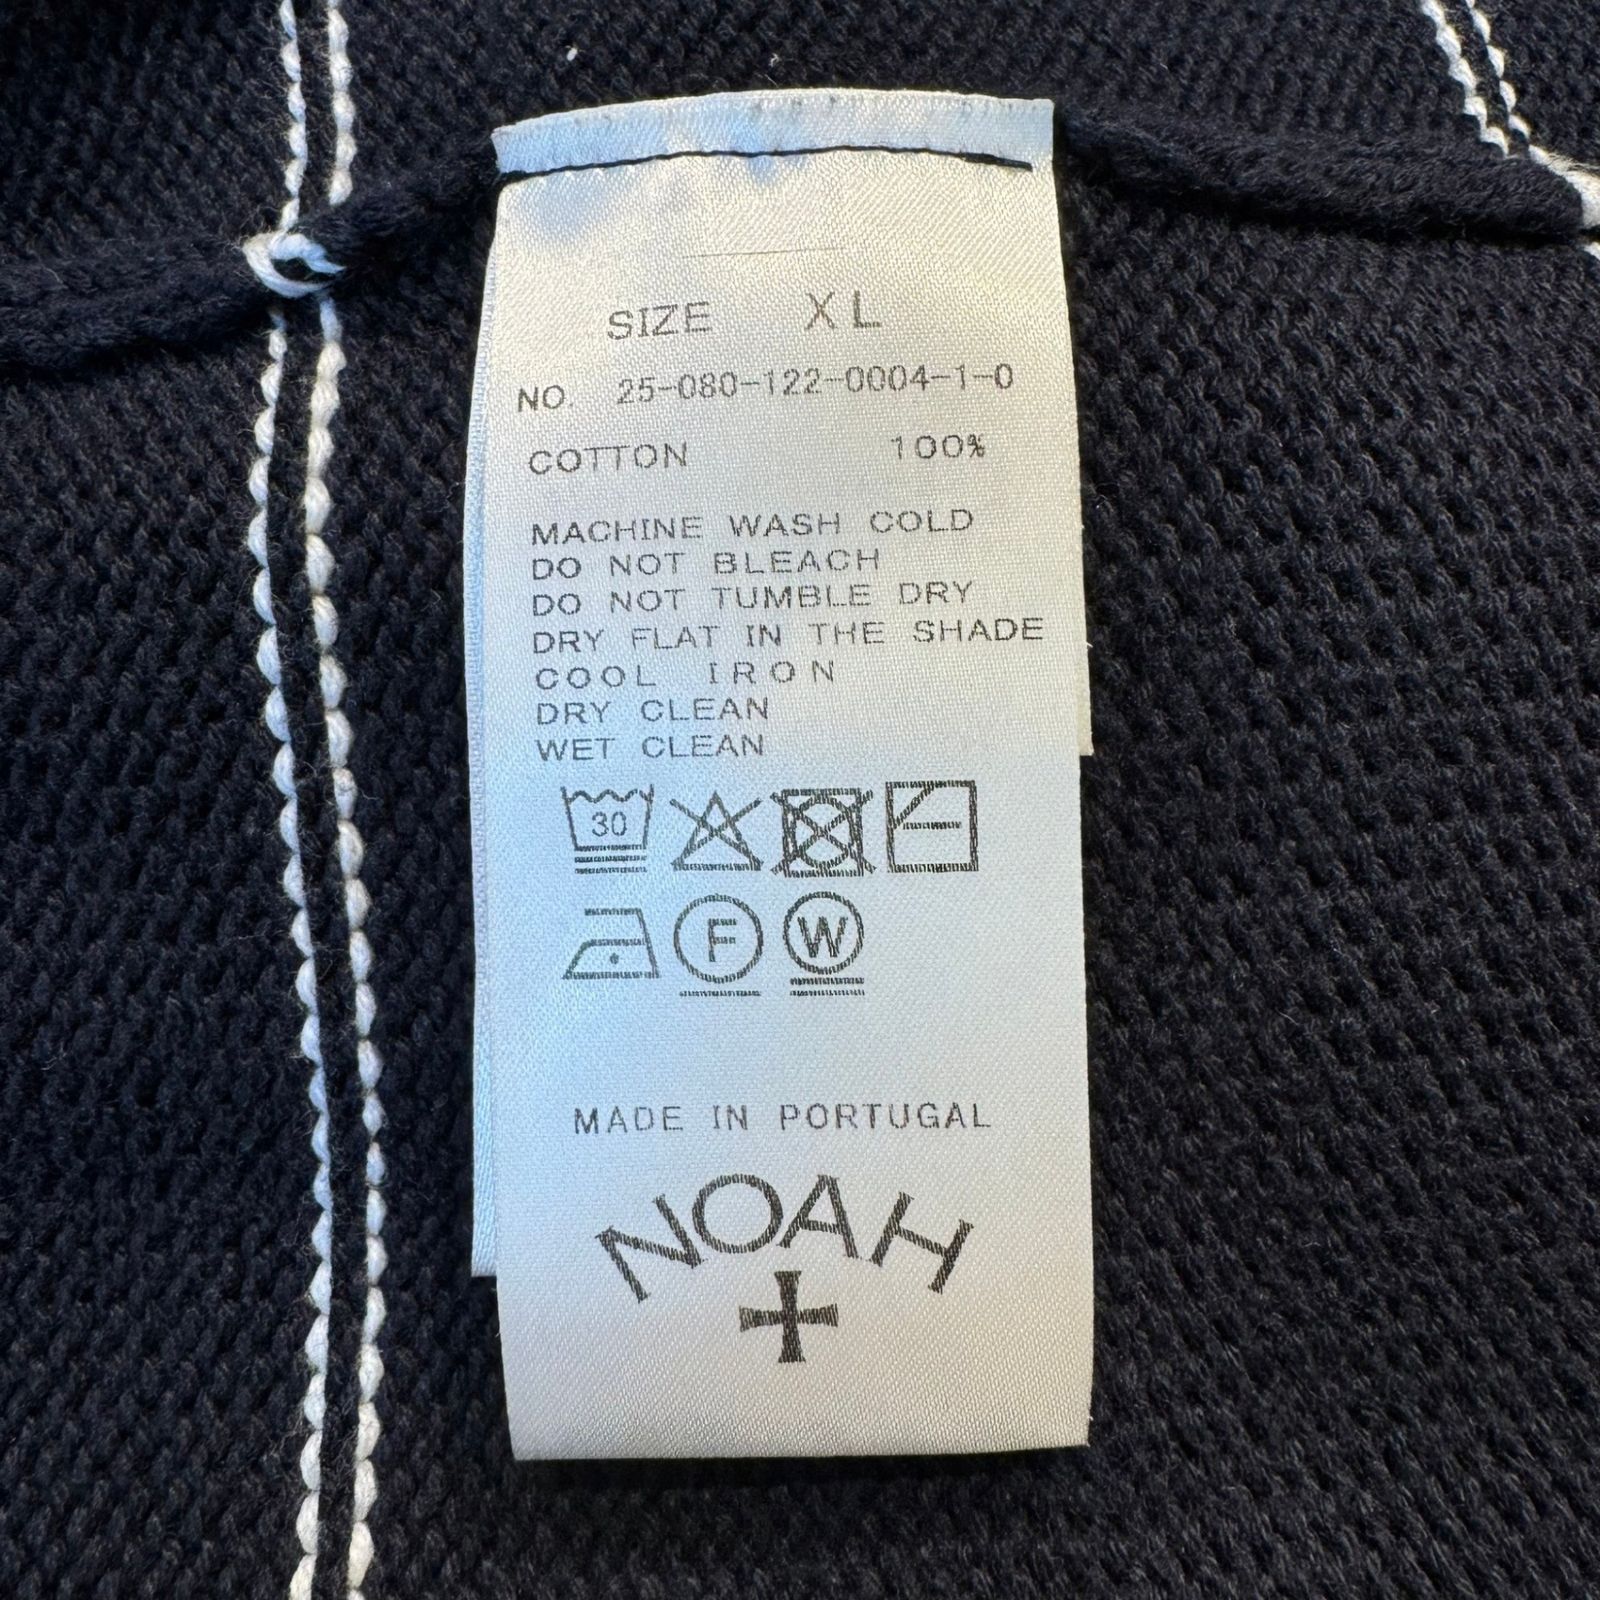 SIZE XL
NO. 25-080-122-0004-1-0
COTTON 100%
MACHINE WASH COLD
DO NOT BLEACH
DO NOT TUMBLE DRY
DRY FLAT IN THE SHADE
COOL IRON
DRY CLEAN
WET CLEAN
30
F W
MADE IN PORTUGAL
NOAH